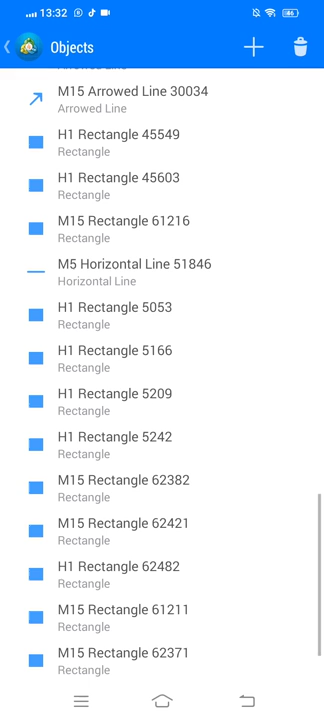 13:32
Objects
Arrowed Line
M15 Arrowed Line 30034
Arrowed Line
H1 Rectangle 45549
Rectangle
H1 Rectangle 45603
Rectangle
M15 Rectangle 61216
Rectangle
M5 Horizontal Line 51846
Horizontal Line
H1 Rectangle 5053
Rectangle
H1 Rectangle 5166
Rectangle
H1 Rectangle 5209
Rectangle
H1 Rectangle 5242
Rectangle
M15 Rectangle 62382
Rectangle
M15 Rectangle 62421
Rectangle
H1 Rectangle 62482
Rectangle
M15 Rectangle 61211
Rectangle
M15 Rectangle 62371
Rectangle